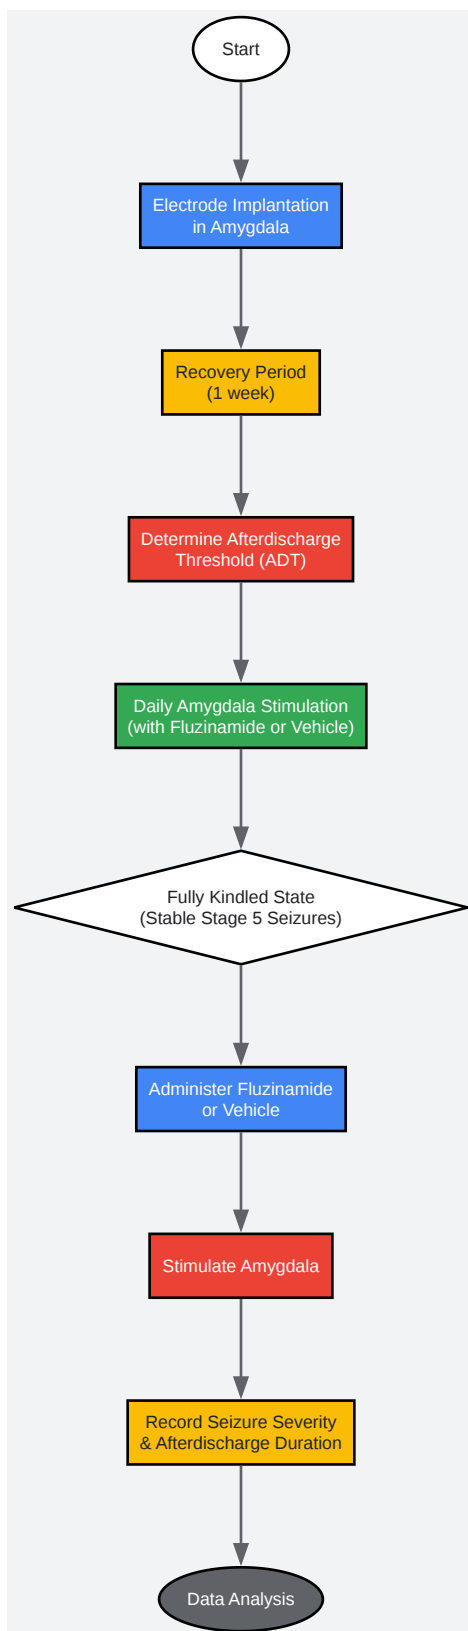 Start
Electrode Implantation
in Amygdala
Recovery Period
(1 week)
Determine Afterdischarge
Threshold (ADT)
Daily Amygdala Stimulation
(with Fluzinamide or Vehicle)
Fully Kindled State
(Stable Stage 5 Seizures)
Administer Fluzinamide
or Vehicle
Stimulate Amygdala
Record Seizure Severity
& Afterdischarge Duration
Data Analysis